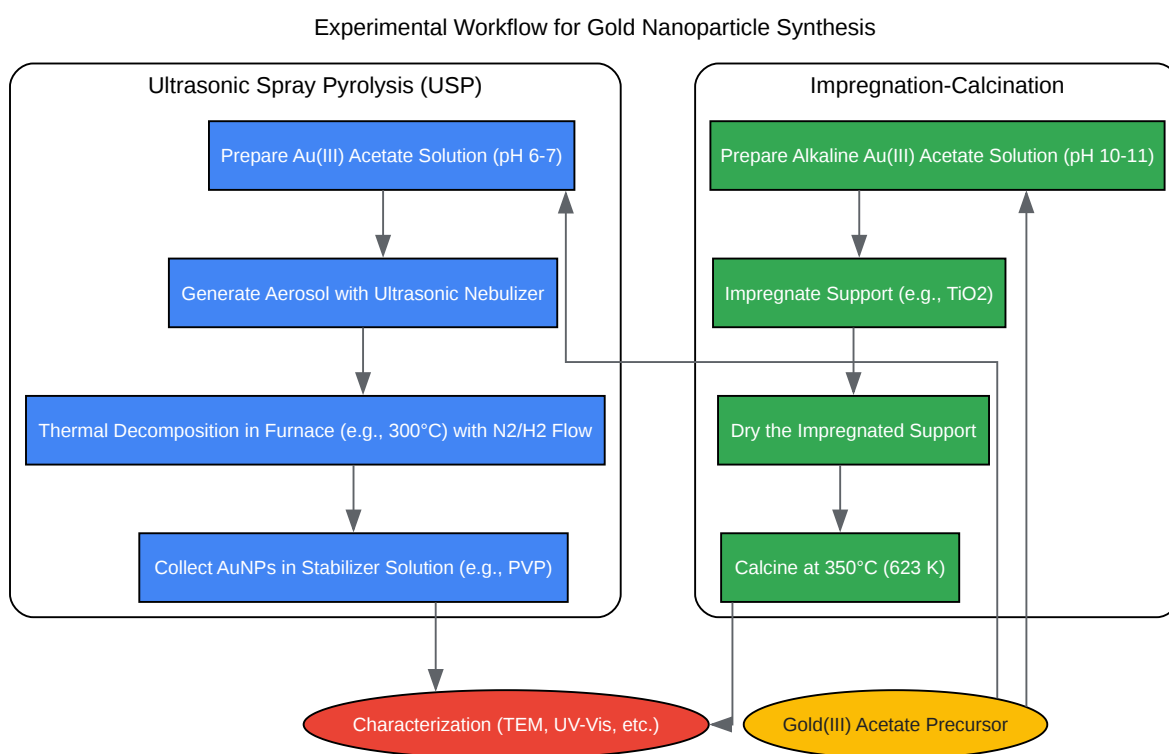 Experimental Workflow for Gold Nanoparticle Synthesis
Ultrasonic Spray Pyrolysis (USP)
Prepare Au(III) Acetate Solution (pH 6-7)
Generate Aerosol with Ultrasonic Nebulizer
Thermal Decomposition in Furnace (e.g., 300°C) with N2/H2 Flow
Collect AuNPs in Stabilizer Solution (e.g., PVP)
Impregnation-Calcination
Prepare Alkaline Au(III) Acetate Solution (pH 10-11)
Impregnate Support (e.g., TiO2)
Dry the Impregnated Support
Calcine at 350°C (623 K)
Characterization (TEM, UV-Vis, etc.)
Gold(III) Acetate Precursor